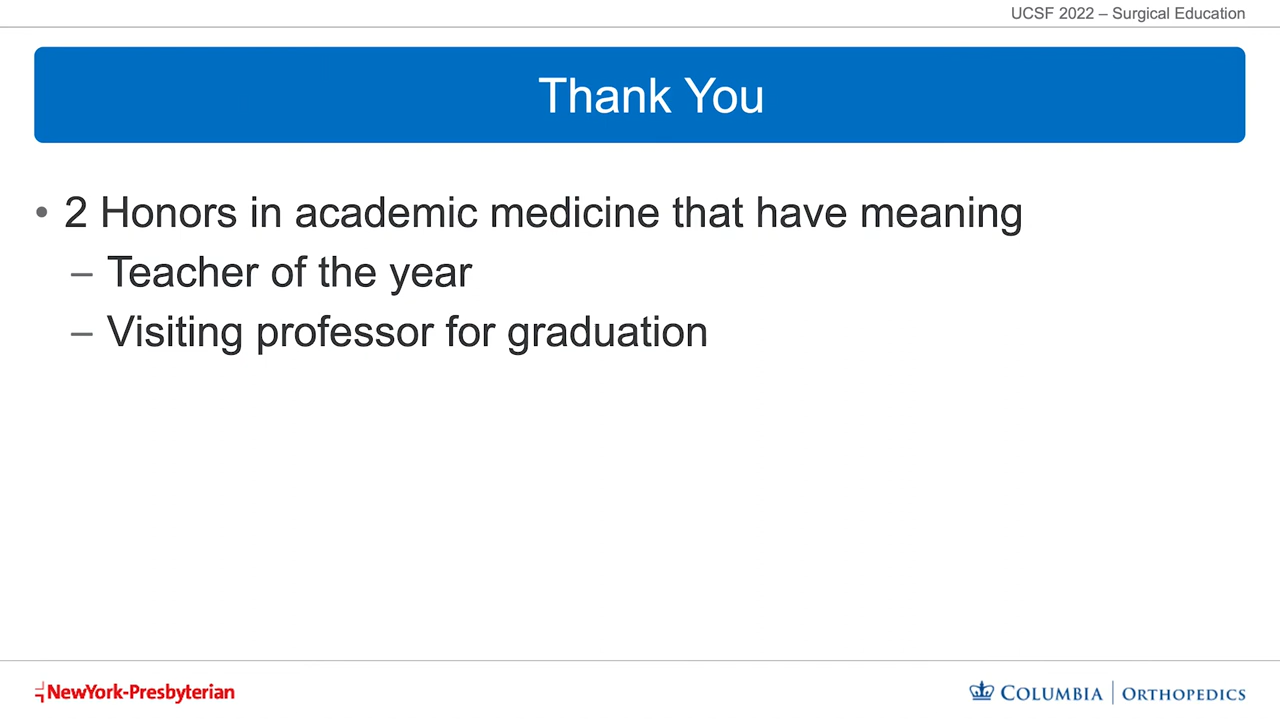 UCSF 2022 – Surgical Education
Thank You
• 2 Honors in academic medicine that have meaning
– Teacher of the year
– Visiting professor for graduation
NewYork-Presbyterian
COLUMBIA | ORTHOPEDICS